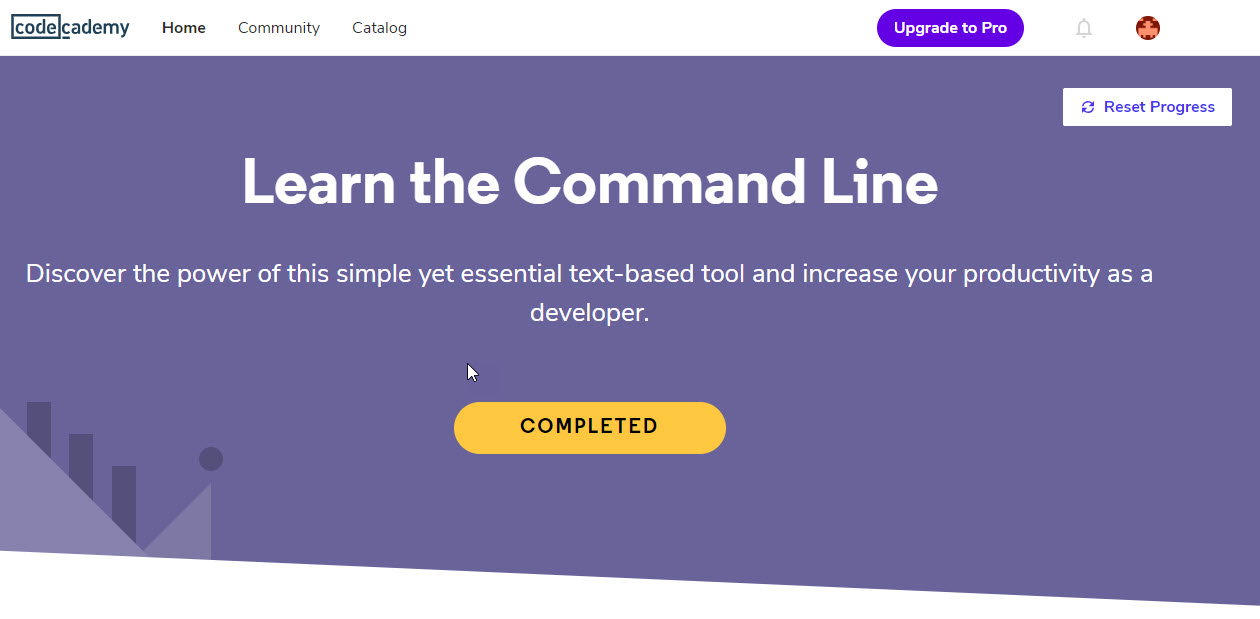 codecademy Home Community Catalog Upgrade to Pro
Reset Progress
Learn the Command Line
Discover the power of this simple yet essential text-based tool and increase your productivity as a
developer.
COMPLETED